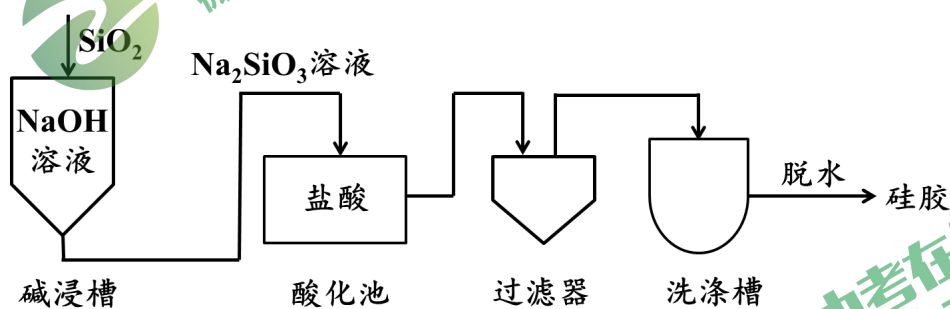 SiO₂
Na₂SiO₃溶液
NaOH
溶液
盐酸
脱水
硅胶
碱浸槽
酸化池
过滤器
洗涤槽